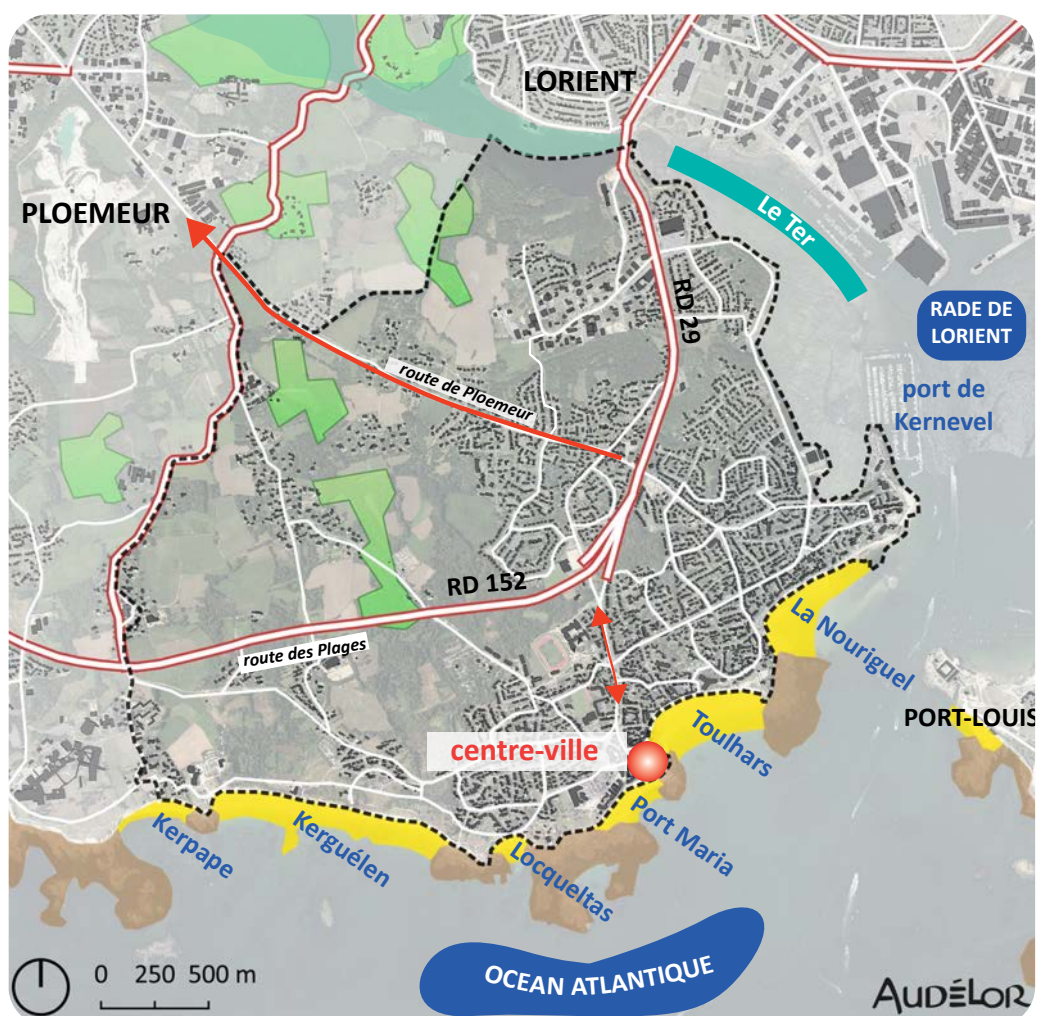 LORIENT
PLOEMEUR
Le Ter
RD 29
RADE DE
LORIENT
port de
Kernevel
route de Ploemeur
RD 152
route des Plages
La Nouriguel
PORT-LOUIS
Toulhars
centre-ville
Port Maria
Kerpape
Kerguélen
Locqueltas
OCEAN ATLANTIQUE
0 250 500 m
AUDÉLOR